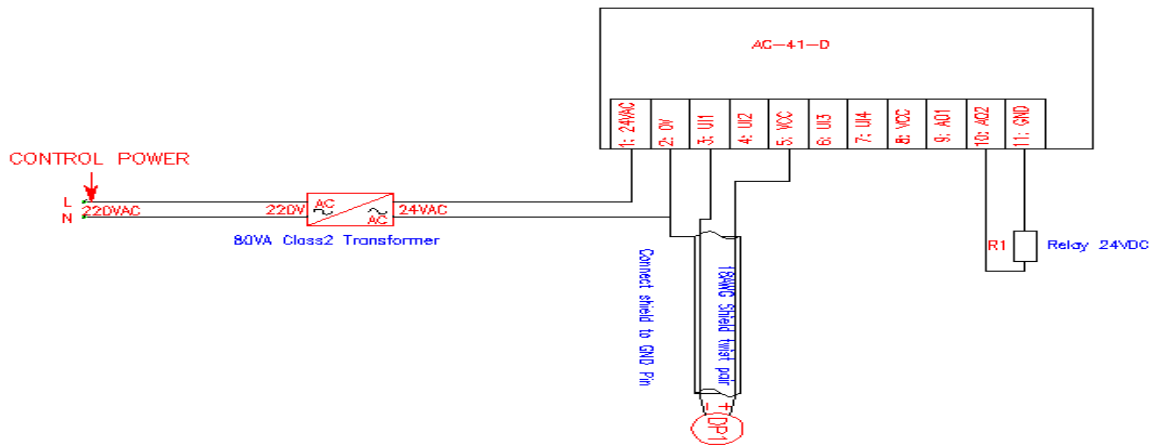 AC-41-D
1: 24VAC
2: 0V
3: UI1
4: UI2
5: VCC
6: UI3
7: UI4
8: VCC
9: AO1
10: AO2
11: GND
CONTROL POWER
L
N
220VAC
220V
AC
AC
24VAC
80VA Class2 Transformer
R1
Relay 24VDC
Connect shield to GND Pin
18AWG Shield twist pair
- +
DP1